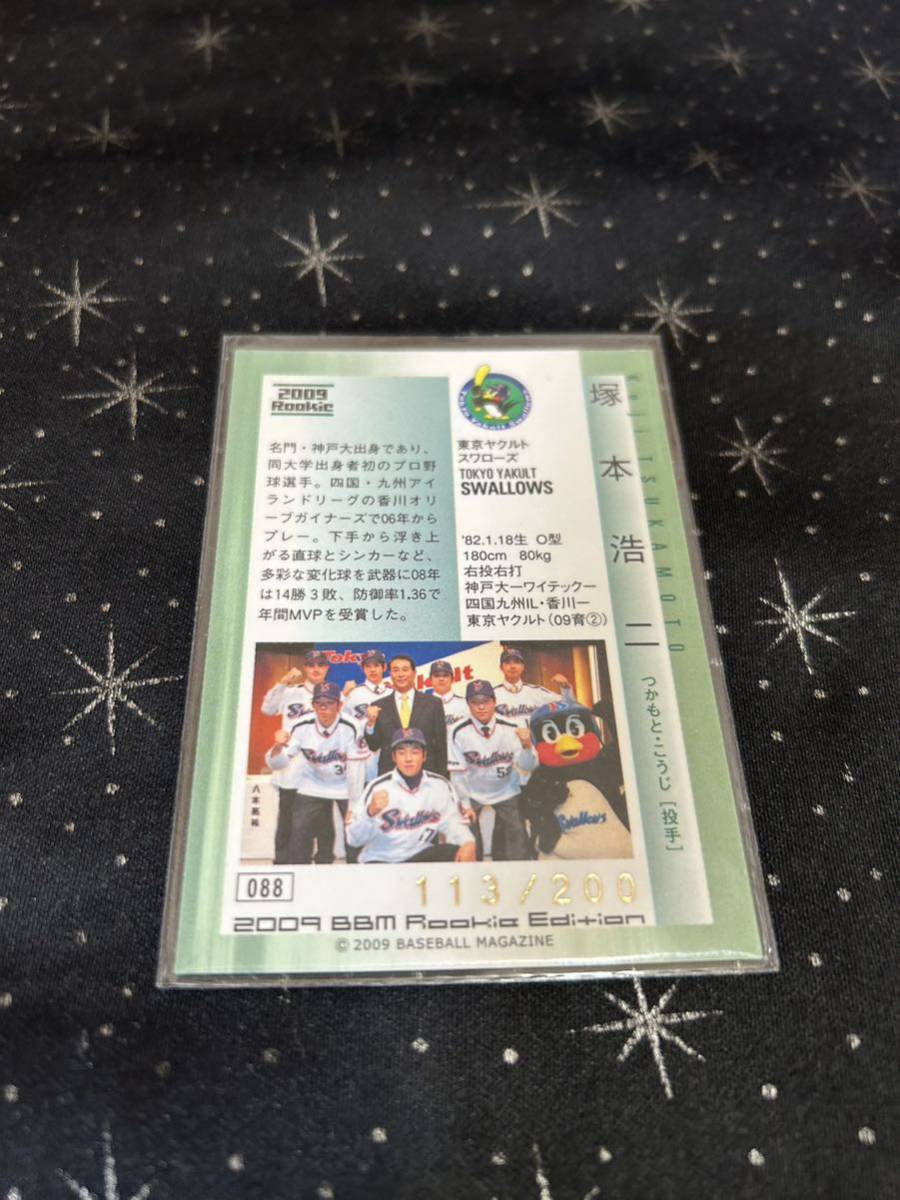 2009
Rookie
名門・神戸大出身であり、
同大学出身者初のプロ野
球選手。四国・九州アイ
ランドリーグの香川オリ
ーブガイナーズで06年から
プレー。下手から浮き上
がる直球とシンカーなど、
多彩な変化球を武器に08年
は14勝3敗、防御率1.36で
年間MVPを受賞した。
Tokyo Yakult Swallows
東京ヤクルト
スワローズ
TOKYO YAKULT
SWALLOWS
'82.1.18生 O型
180cm 80kg
右投右打
神戸大ーワイテックー
四国九州IL・香川ー
東京ヤクルト(09育②)
塚本浩二
KOJI TSUKAMOTO
つかもと・こうじ[投手]
Tokyo
Yakult
Swallows
Swallows
Swallows
17
Swallows
088
113/200
2009 BBM Rookie Edition
© 2009 BASEBALL MAGAZINE